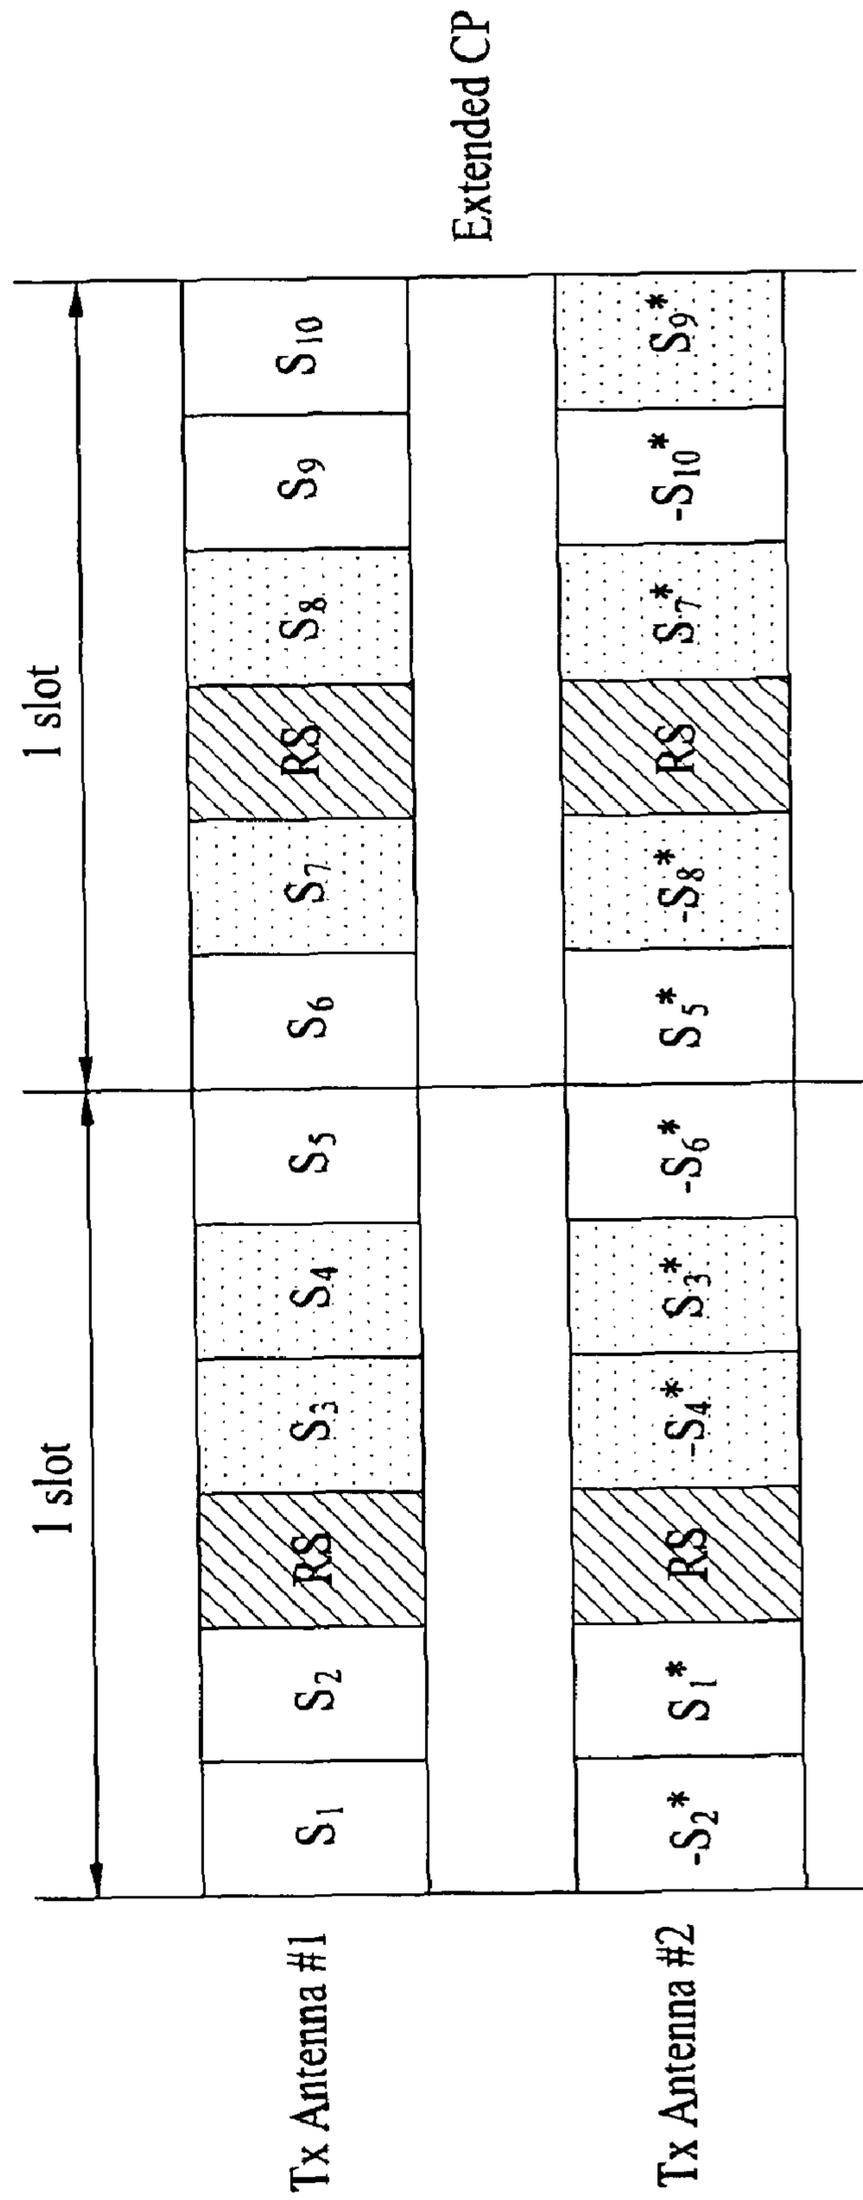 1 slot 1 slot
Tx Antenna #1 S1 S2 RS S3 S4 S5 S6 S7 RS S8 S9 S10
Extended CP
Tx Antenna #2 -S2* S1* RS -S4* S3* -S6* S5* -S8* RS S7* -S10* S9*